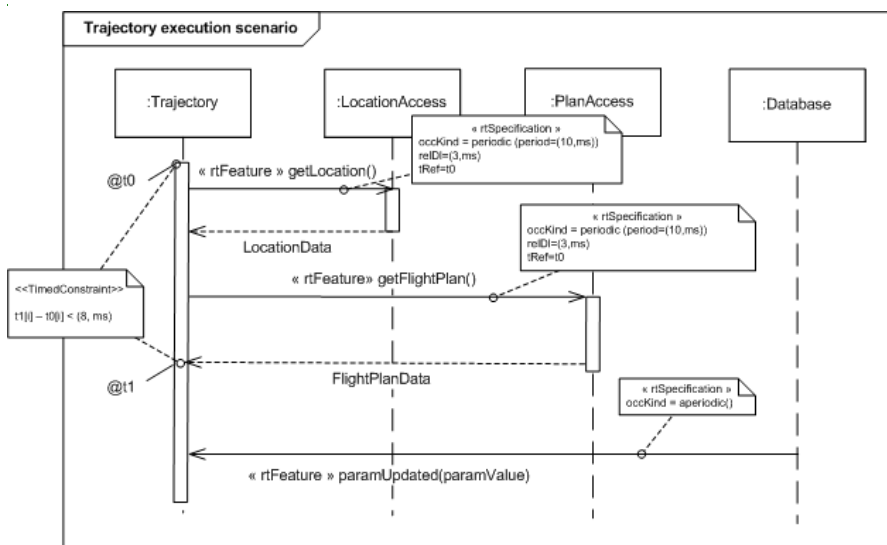 Trajectory execution scenario
:Trajectory
:LocationAccess
:PlanAccess
:Database
« rtSpecification »
occKind = periodic (period=(10,ms))
relDl=(3,ms)
tRef=t0
@t0
« rtFeature » getLocation()
LocationData
« rtSpecification »
occKind = periodic (period=(10,ms))
relDl=(3,ms)
tRef=t0
« rtFeature» getFlightPlan()
<<TimedConstraint>>
t1[i] – t0[i] < (8, ms)
FlightPlanData
@t1
« rtSpecification »
occKind = aperiodic()
« rtFeature » paramUpdated(paramValue)